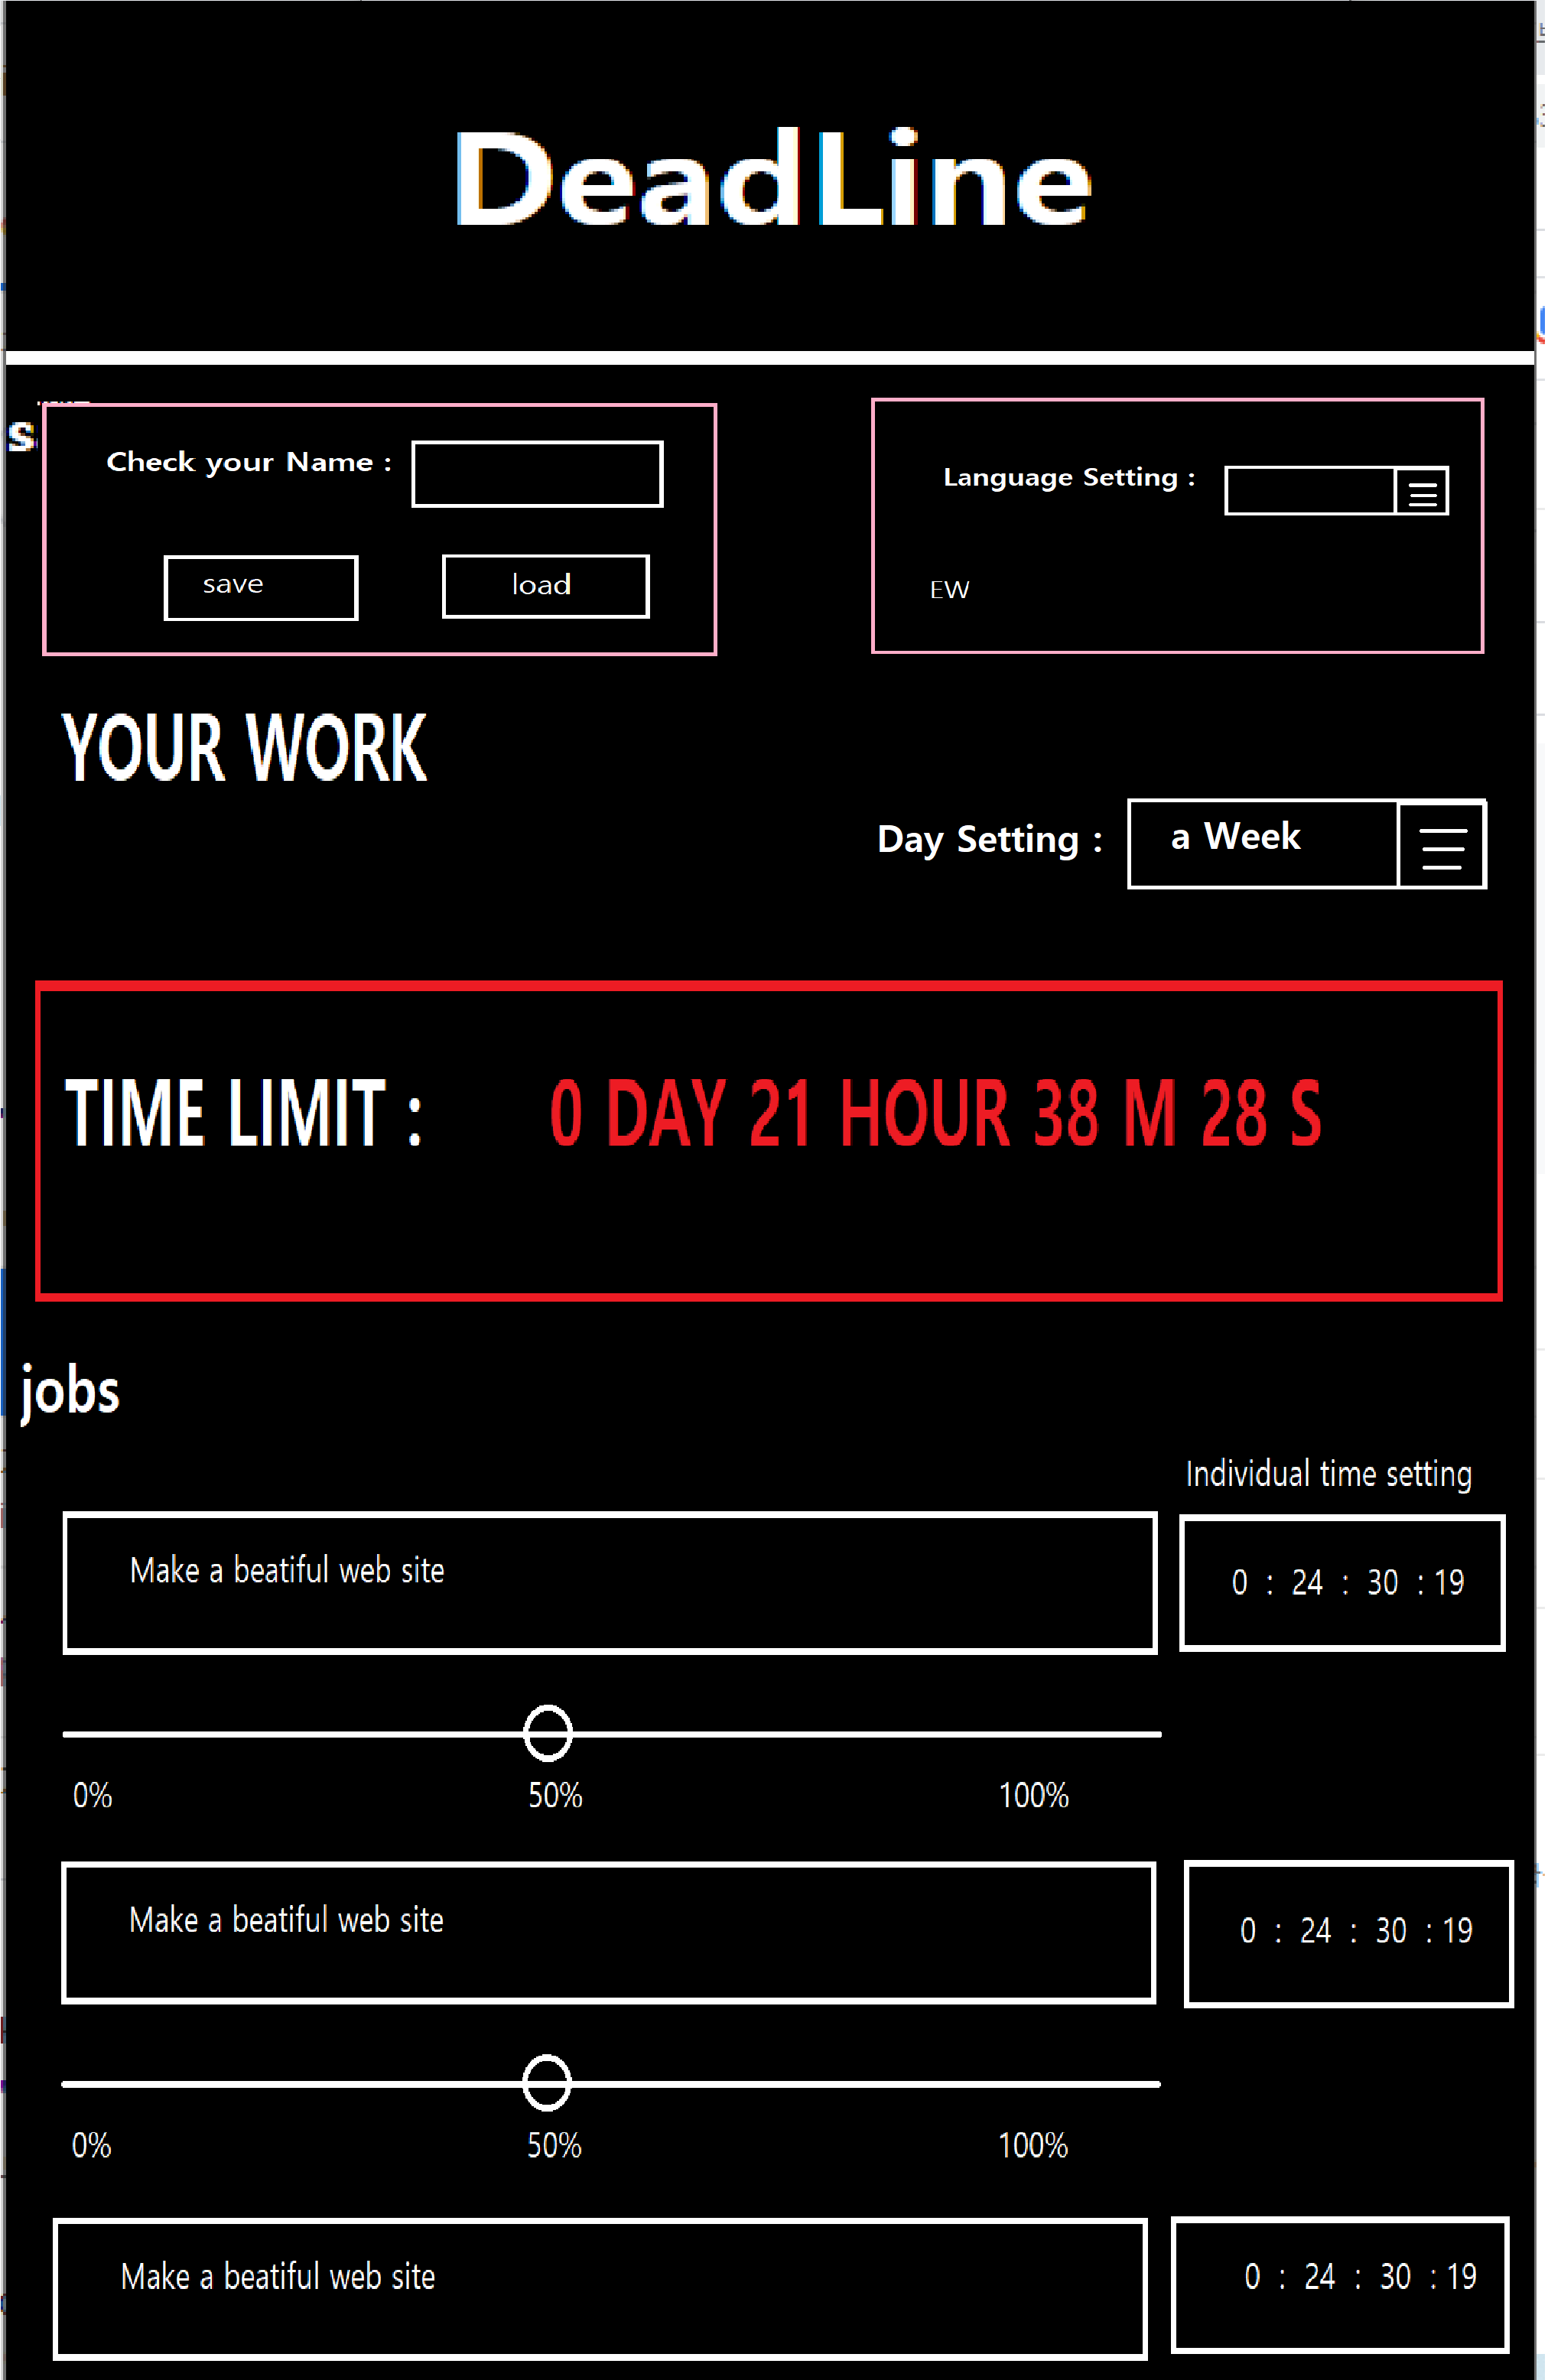 DeadLine
s
Check your Name :
save
load
Language Setting :
EW
YOUR WORK
Day Setting :
a Week
TIME LIMIT : 0 DAY 21 HOUR 38 M 28 S
jobs
Individual time setting
Make a beatiful web site
0 : 24 : 30 : 19
0% 50% 100%
Make a beatiful web site
0 : 24 : 30 : 19
0% 50% 100%
Make a beatiful web site
0 : 24 : 30 : 19